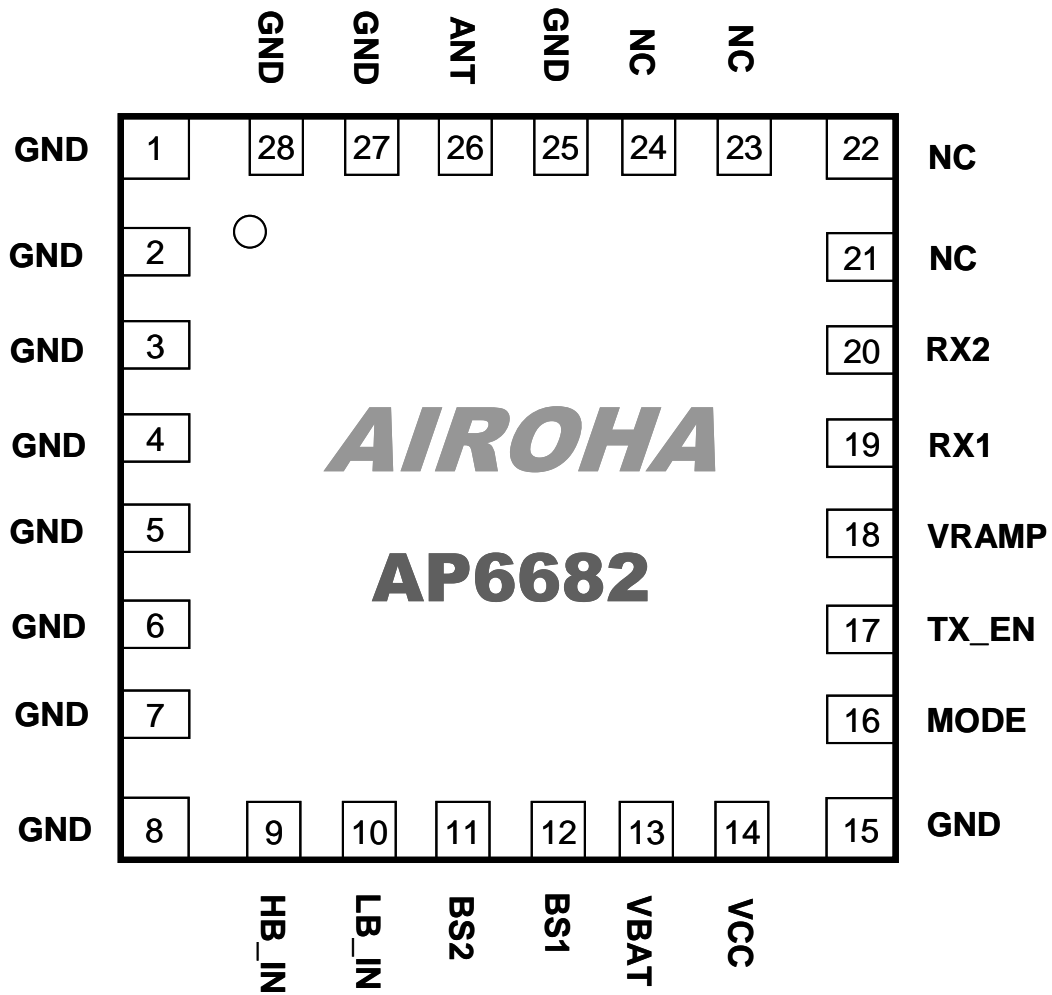 GND GND ANT GND NC NC
GND 1 28 27 26 25 24 23 22 NC
GND 2 21 NC
GND 3 20 RX2
GND 4 AIROHA 19 RX1
GND 5 AP6682 18 VRAMP
GND 6 17 TX_EN
GND 7 16 MODE
GND 8 9 10 11 12 13 14 15 GND
HB_IN LB_IN BS2 BS1 VBAT VCC